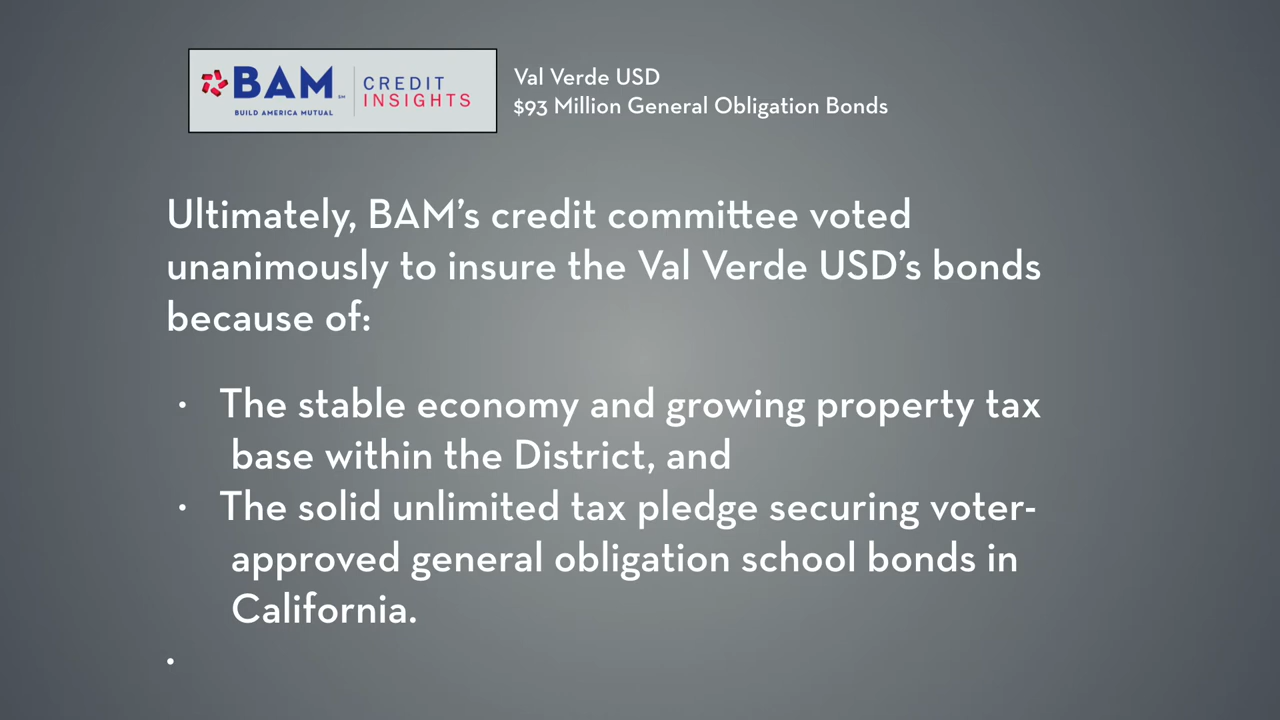 BAM SM
BUILD AMERICA MUTUAL
CREDIT
INSIGHTS
Val Verde USD
$93 Million General Obligation Bonds
Ultimately, BAM’s credit committee voted
unanimously to insure the Val Verde USD’s bonds
because of:
• The stable economy and growing property tax
base within the District, and
• The solid unlimited tax pledge securing voter-
approved general obligation school bonds in
California.
•